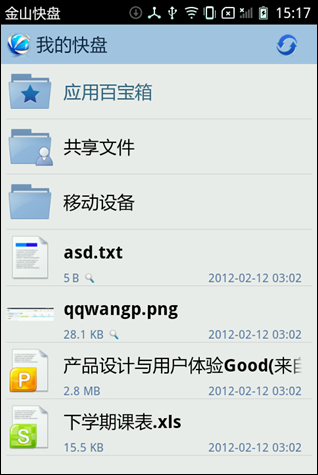 金山快盘 15:17
我的快盘
应用百宝箱
共享文件
移动设备
asd.txt
5 B 2012-02-12 03:02
qqwangp.png
28.1 KB 2012-02-12 03:02
产品设计与用户体验Good(来自
2.8 MB 2012-02-12 03:02
下学期课表.xls
15.5 KB 2012-02-12 03:02